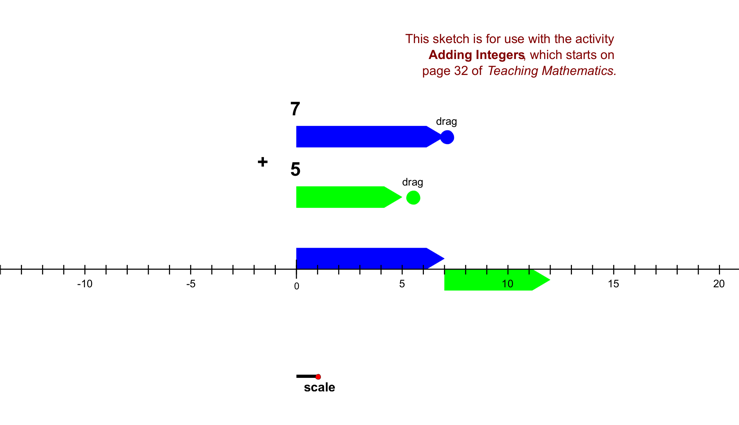 This sketch is for use with the activity
Adding Integers, which starts on
page 32 of Teaching Mathematics.
7
drag
+
5
drag
-10 -5 0 5 10 15 20
scale